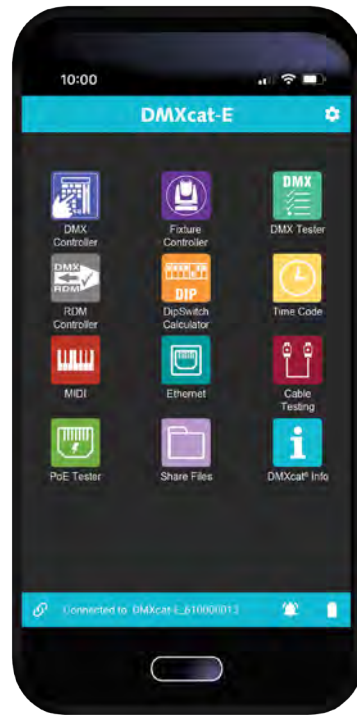 10:00
DMXcat-E
DMX
DMX
Controller
Fixture
Controller
DMX Tester
DMX
RDM
DIP
RDM
Controller
DipSwitch
Calculator
Time Code
MIDI
Ethernet
Cable
Testing
PoE Tester
Share Files
DMXcat® Info
Connected to DMXcat-E_610000013